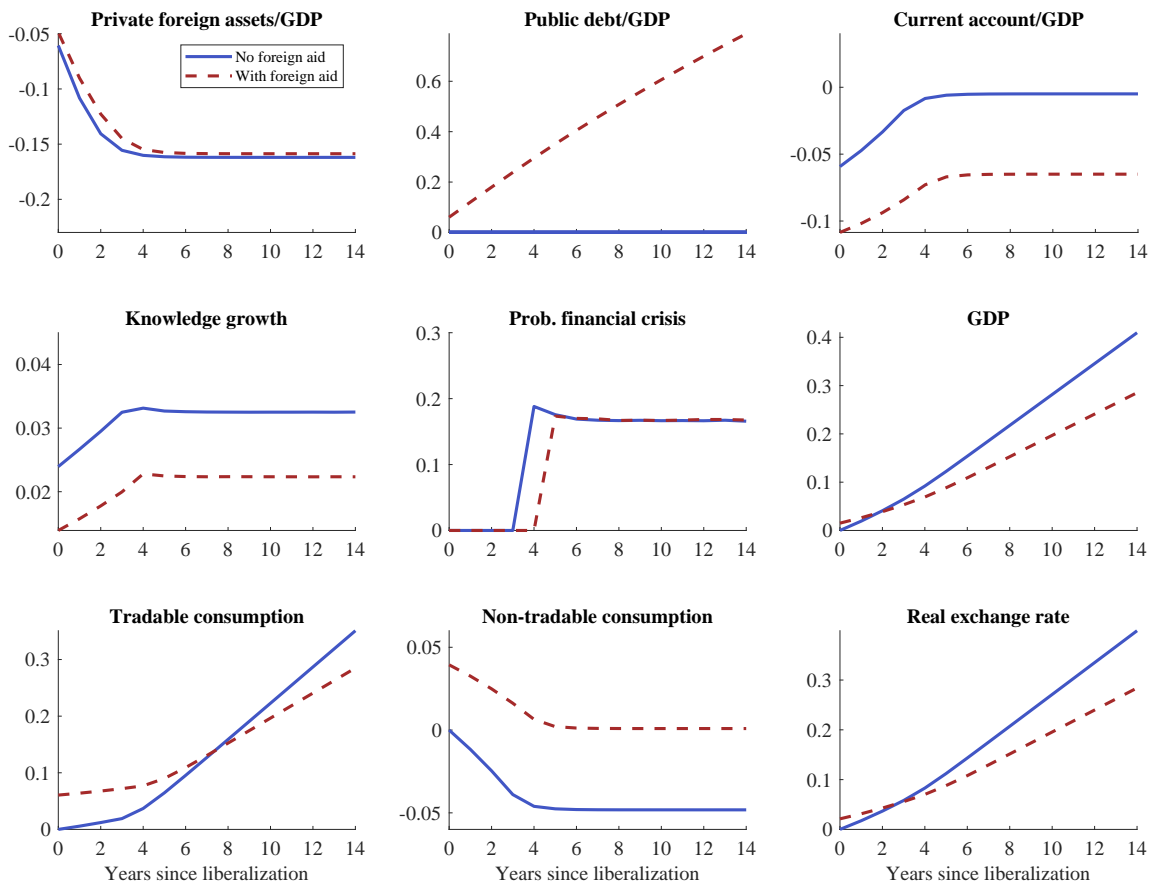 Private foreign assets/GDP
-0.05
-0.1
-0.15
-0.2
0 2 4 6 8 10 12 14
No foreign aid
With foreign aid
Public debt/GDP
0.6
0.4
0.2
0
0 2 4 6 8 10 12 14
Current account/GDP
0
-0.05
-0.1
0 2 4 6 8 10 12 14
Knowledge growth
0.04
0.03
0.02
0 2 4 6 8 10 12 14
Prob. financial crisis
0.3
0.2
0.1
0
0 2 4 6 8 10 12 14
GDP
0.4
0.3
0.2
0.1
0
0 2 4 6 8 10 12 14
Tradable consumption
0.3
0.2
0.1
0
0 2 4 6 8 10 12 14
Years since liberalization
Non-tradable consumption
0.05
0
-0.05
0 2 4 6 8 10 12 14
Years since liberalization
Real exchange rate
0.3
0.2
0.1
0
0 2 4 6 8 10 12 14
Years since liberalization